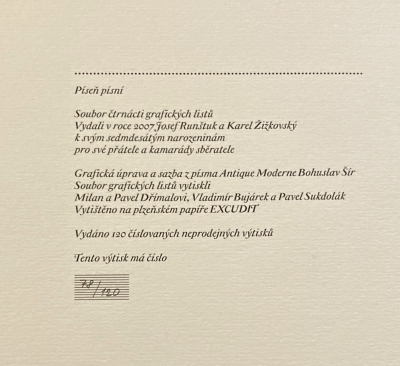 Píseň písní
Soubor čtrnácti grafických listů
Vydali v roce 2007 Josef Runštuk a Karel Žižkovský
k svým sedmdesátým narozeninám
pro své přátele a kamarády sběratele
Grafická úprava a sazba z písma Antique Moderne Bohuslav Šír
Soubor grafických listů vytiskli
Milan a Pavel Dřímalovi, Vladimír Bujárek a Pavel Sukdolák
Vytištěno na plzeňském papíře EXCUDIT
Vydáno 120 číslovaných neprodejných výtisků
Tento výtisk má číslo
78/120